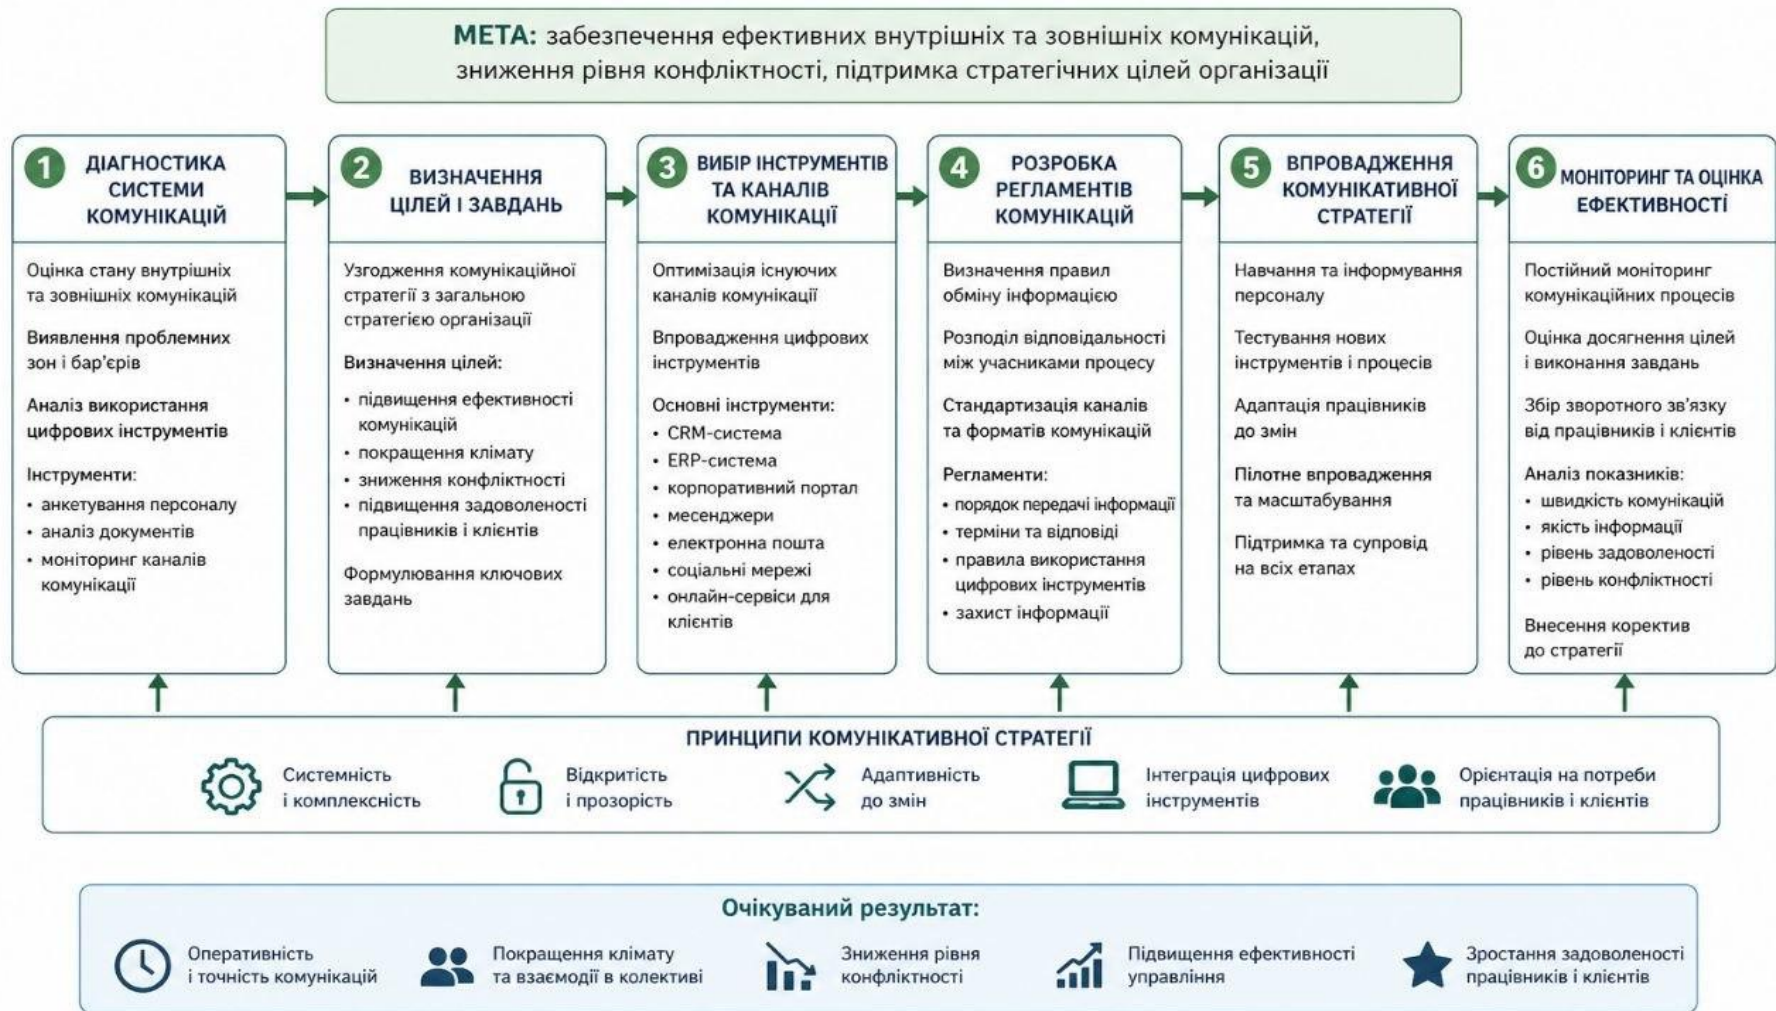 МЕТА: забезпечення ефективних внутрішніх та зовнішніх комунікацій,
зниження рівня конфліктності, підтримка стратегічних цілей організації
1
ДІАГНОСТИКА
СИСТЕМИ
КОМУНІКАЦІЙ
Оцінка стану внутрішніх
та зовнішніх комунікацій
Виявлення проблемних
зон і бар’єрів
Аналіз використання
цифрових інструментів
Інструменти:
• анкетування персоналу
• аналіз документів
• моніторинг каналів
комунікації
2
ВИЗНАЧЕННЯ
ЦІЛЕЙ І ЗАВДАНЬ
Узгодження комунікаційної
стратегії з загальною
стратегією організації
Визначення цілей:
• підвищення ефективності
комунікацій
• покращення клімату
• зниження конфліктності
• підвищення задоволеності
працівників і клієнтів
Формулювання ключових
завдань
3
ВИБІР ІНСТРУМЕНТІВ
ТА КАНАЛІВ
КОМУНІКАЦІЇ
Оптимізація існуючих
каналів комунікації
Впровадження цифрових
інструментів
Основні інструменти:
• CRM-система
• ERP-система
• корпоративний портал
• месенджери
• електронна пошта
• соціальні мережі
• онлайн-сервіси для
клієнтів
4
РОЗРОБКА
РЕГЛАМЕНТІВ
КОМУНІКАЦІЙ
Визначення правил
обміну інформацією
Розподіл відповідальності
між учасниками процесу
Стандартизація каналів
та форматів комунікацій
Регламенти:
• порядок передачі інформації
• терміни та відповіді
• правила використання
цифрових інструментів
• захист інформації
5
ВПРОВАДЖЕННЯ
КОМУНІКАТИВНОЇ
СТРАТЕГІЇ
Навчання та інформування
персоналу
Тестування нових
інструментів і процесів
Адаптація працівників
до змін
Пілотне впровадження
та масштабування
Підтримка та супровід
на всіх етапах
6
МОНІТОРИНГ ТА ОЦІНКА
ЕФЕКТИВНОСТІ
Постійний моніторинг
комунікаційних процесів
Оцінка досягнення цілей
і виконання завдань
Збір зворотного зв’язку
від працівників і клієнтів
Аналіз показників:
• швидкість комунікацій
• якість інформації
• рівень задоволеності
• рівень конфліктності
Внесення коректив
до стратегії
ПРИНЦИПИ КОМУНІКАТИВНОЇ СТРАТЕГІЇ
Системність
і комплексність
Відкритість
і прозорість
Адаптивність
до змін
Інтеграція цифрових
інструментів
Орієнтація на потреби
працівників і клієнтів
Очікуваний результат:
Оперативність
і точність комунікацій
Покращення клімату
та взаємодії в колективі
Зниження рівня
конфліктності
Підвищення ефективності
управління
Зростання задоволеності
працівників і клієнтів